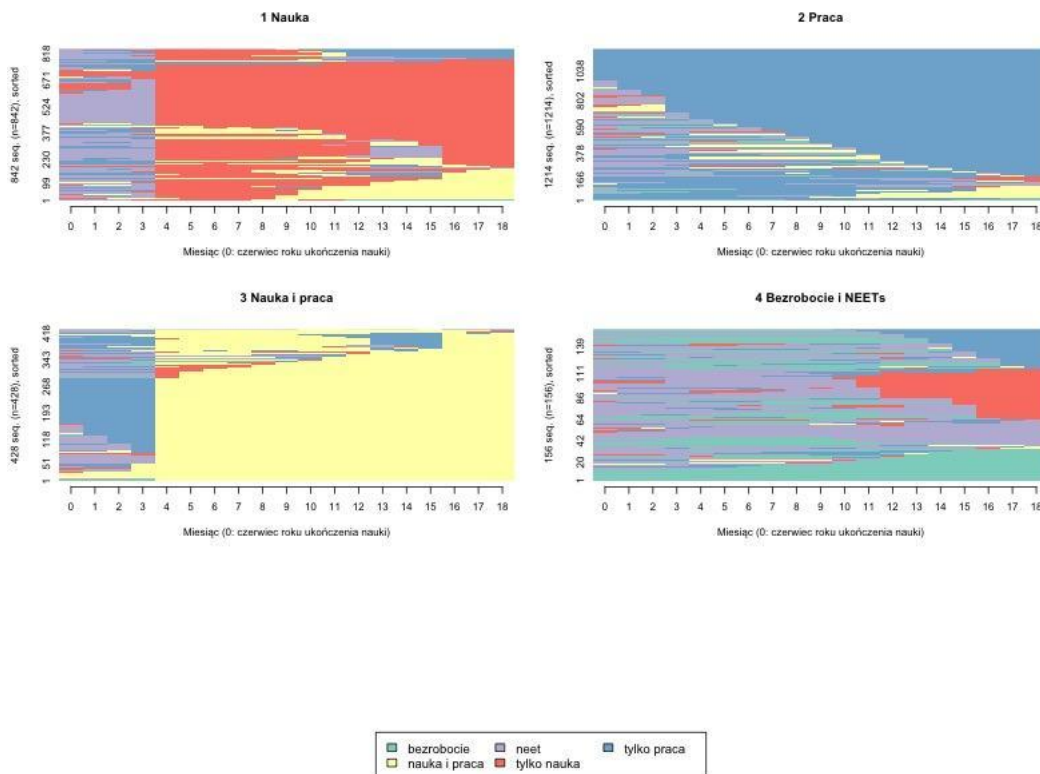 1 Nauka
842 seq. (n=842), sorted
1 99 230 377 524 671 818
0 1 2 3 4 5 6 7 8 9 10 11 12 13 14 15 16 17 18
Miesiąc (0: czerwiec roku ukończenia nauki)
2 Praca
1214 seq. (n=1214), sorted
1 166 378 590 802 1038
0 1 2 3 4 5 6 7 8 9 10 11 12 13 14 15 16 17 18
Miesiąc (0: czerwiec roku ukończenia nauki)
3 Nauka i praca
428 seq. (n=428), sorted
1 51 118 193 268 343 418
0 1 2 3 4 5 6 7 8 9 10 11 12 13 14 15 16 17 18
Miesiąc (0: czerwiec roku ukończenia nauki)
4 Bezrobocie i NEETs
156 seq. (n=156), sorted
1 20 42 64 86 111 139
0 1 2 3 4 5 6 7 8 9 10 11 12 13 14 15 16 17 18
Miesiąc (0: czerwiec roku ukończenia nauki)
bezrobocie neet tylko praca
nauka i praca tylko nauka